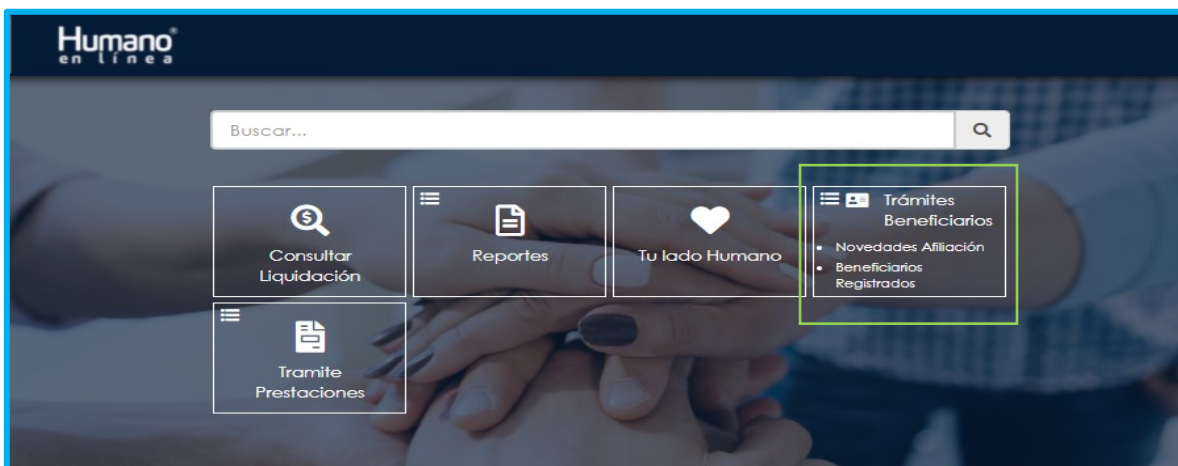 Humano®
en línea
Buscar...
Consultar
Liquidación
Reportes
Tu lado Humano
Trámites
Beneficiarios
• Novedades Afiliación
• Beneficiarios
Registrados
Tramite
Prestaciones